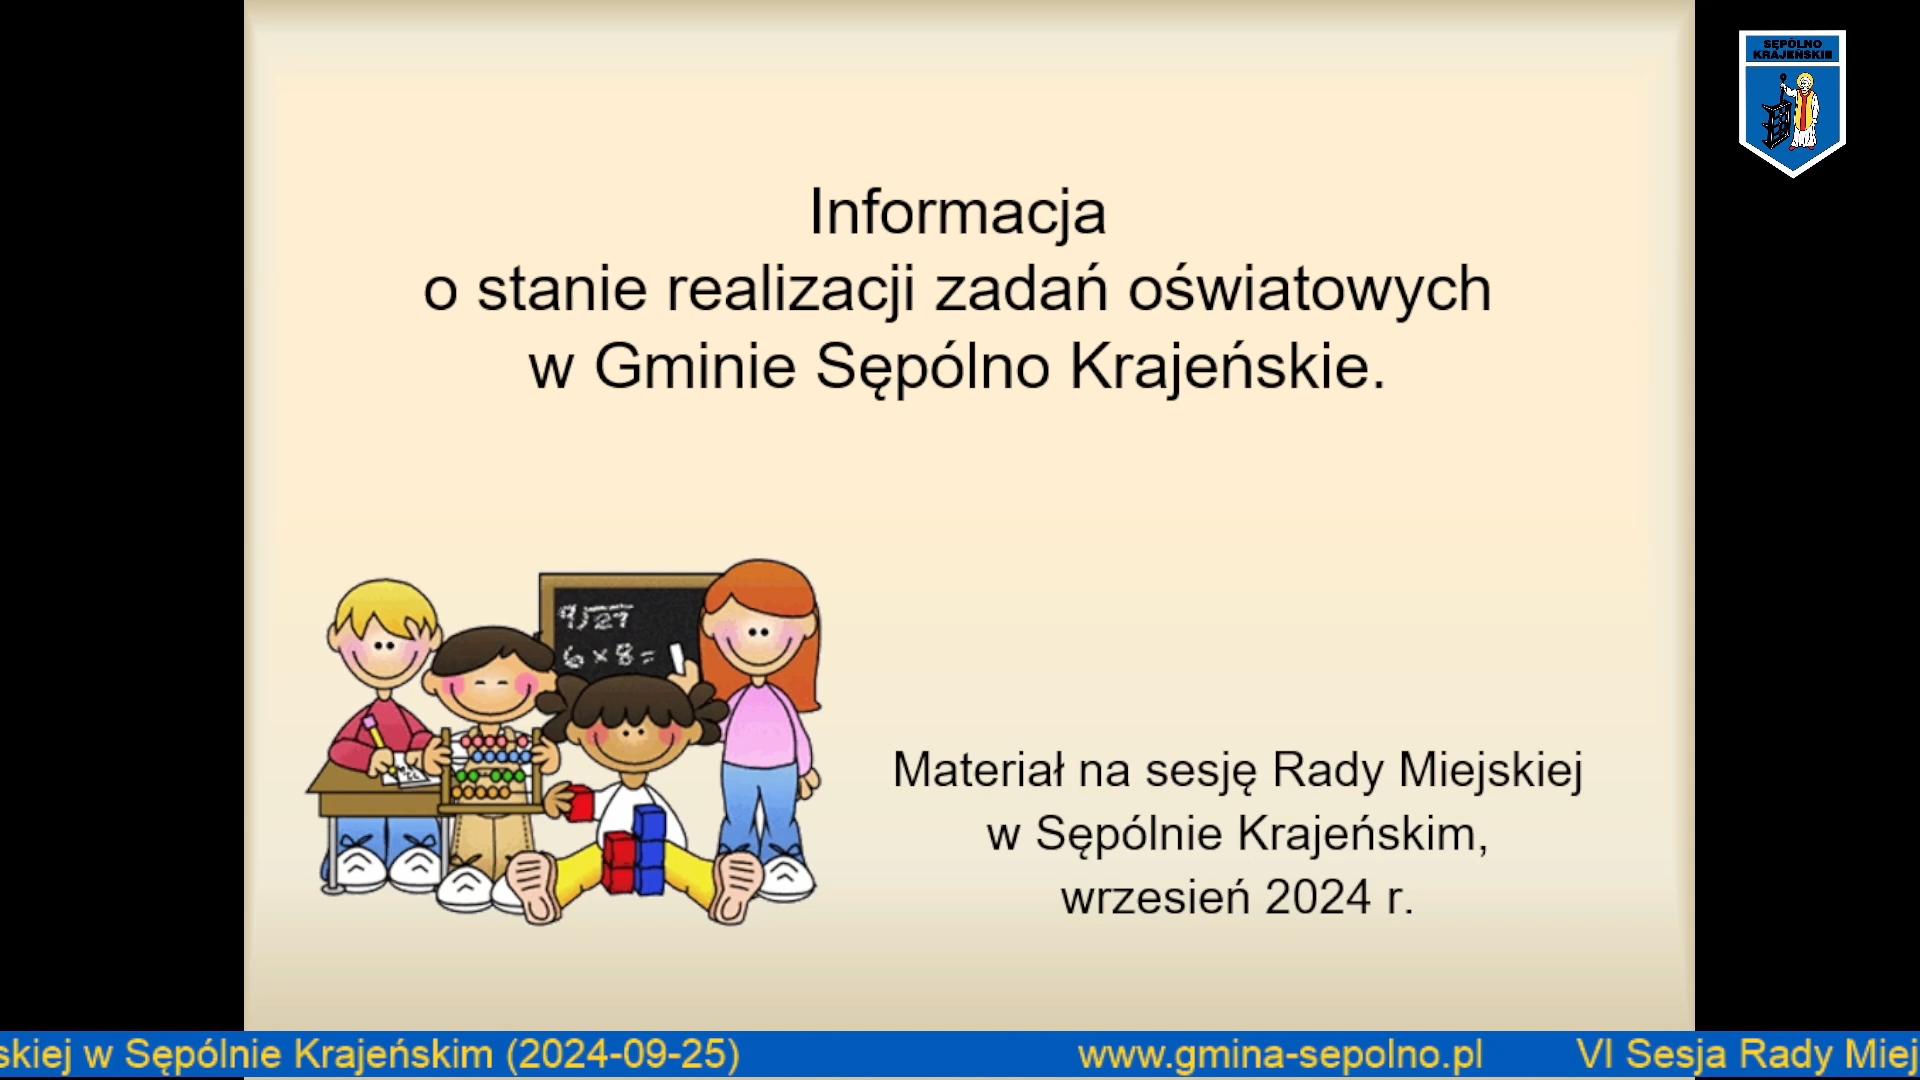 SĘPÓLNO
KRAJEŃSKIE
Informacja
o stanie realizacji zadań oświatowych
w Gminie Sępólno Krajeńskie.
9)27
6 x 8 =
Materiał na sesję Rady Miejskiej
w Sępólnie Krajeńskim,
wrzesień 2024 r.
skiej w Sępólnie Krajeńskim (2024-09-25) www.gmina-sepolno.pl VI Sesja Rady Miej